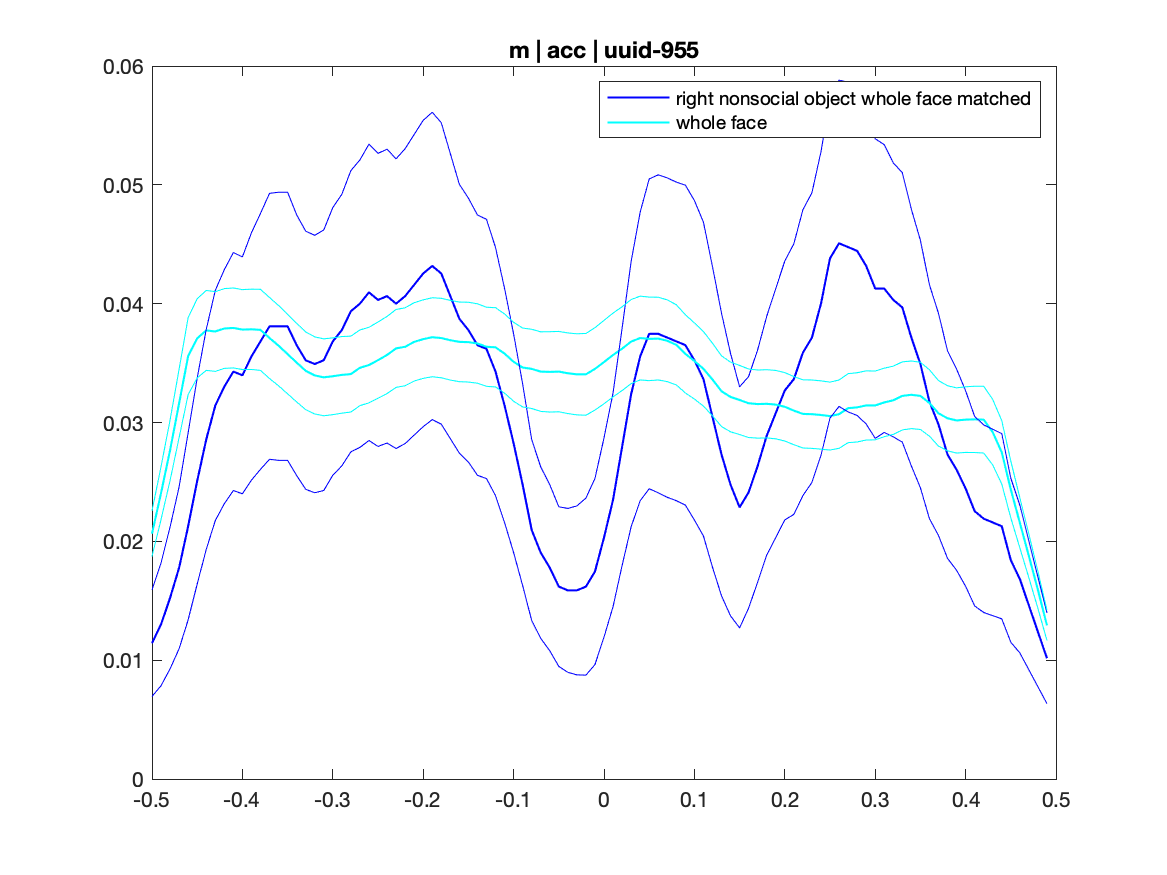 m | acc | uuid-955
right nonsocial object whole face matched
whole face
0.06
0.05
0.04
0.03
0.02
0.01
0
-0.5 -0.4 -0.3 -0.2 -0.1 0 0.1 0.2 0.3 0.4 0.5